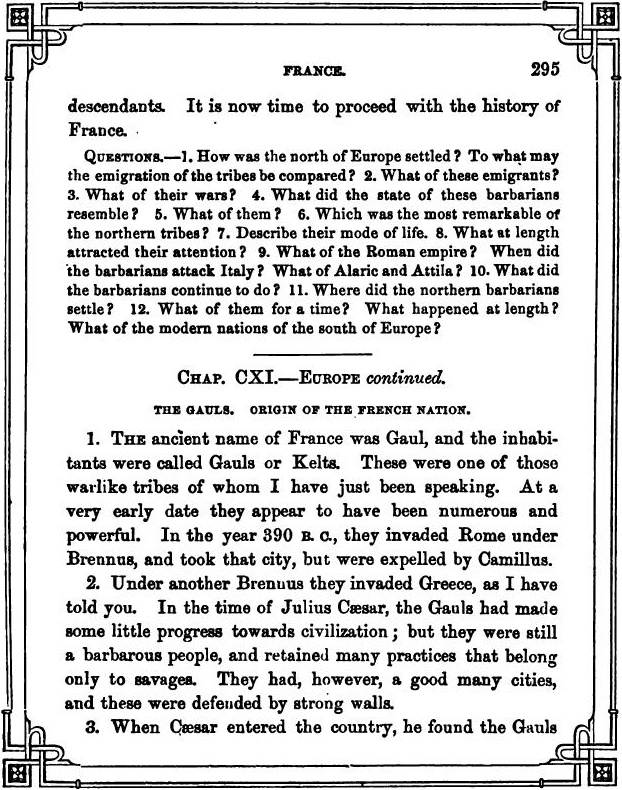 FRANCE. 295
descendants. It is now time to proceed with the history of
France.
QUESTIONS.—1. How was the north of Europe settled? To what may
the emigration of the tribes be compared? 2. What of these emigrants?
3. What of their wars? 4. What did the state of these barbarians
resemble? 5. What of them? 6. Which was the most remarkable of
the northern tribes? 7. Describe their mode of life. 8. What at length
attracted their attention? 9. What of the Roman empire? When did
the barbarians attack Italy? What of Alaric and Attila? 10. What did
the barbarians continue to do? 11. Where did the northern barbarians
settle? 12. What of them for a time? What happened at length?
What of the modern nations of the south of Europe?
CHAP. CXI.—EUROPE continued.
THE GAULS. ORIGIN OF THE FRENCH NATION.
1. THE ancient name of France was Gaul, and the inhabi-
tants were called Gauls or Kelts. These were one of those
warlike tribes of whom I have just been speaking. At a
very early date they appear to have been numerous and
powerful. In the year 390 B. C., they invaded Rome under
Brennus, and took that city, but were expelled by Camillus.
2. Under another Brennus they invaded Greece, as I have
told you. In the time of Julius Cæsar, the Gauls had made
some little progress towards civilization; but they were still
a barbarous people, and retained many practices that belong
only to savages. They had, however, a good many cities,
and these were defended by strong walls.
3. When Cæsar entered the country, he found the Gauls